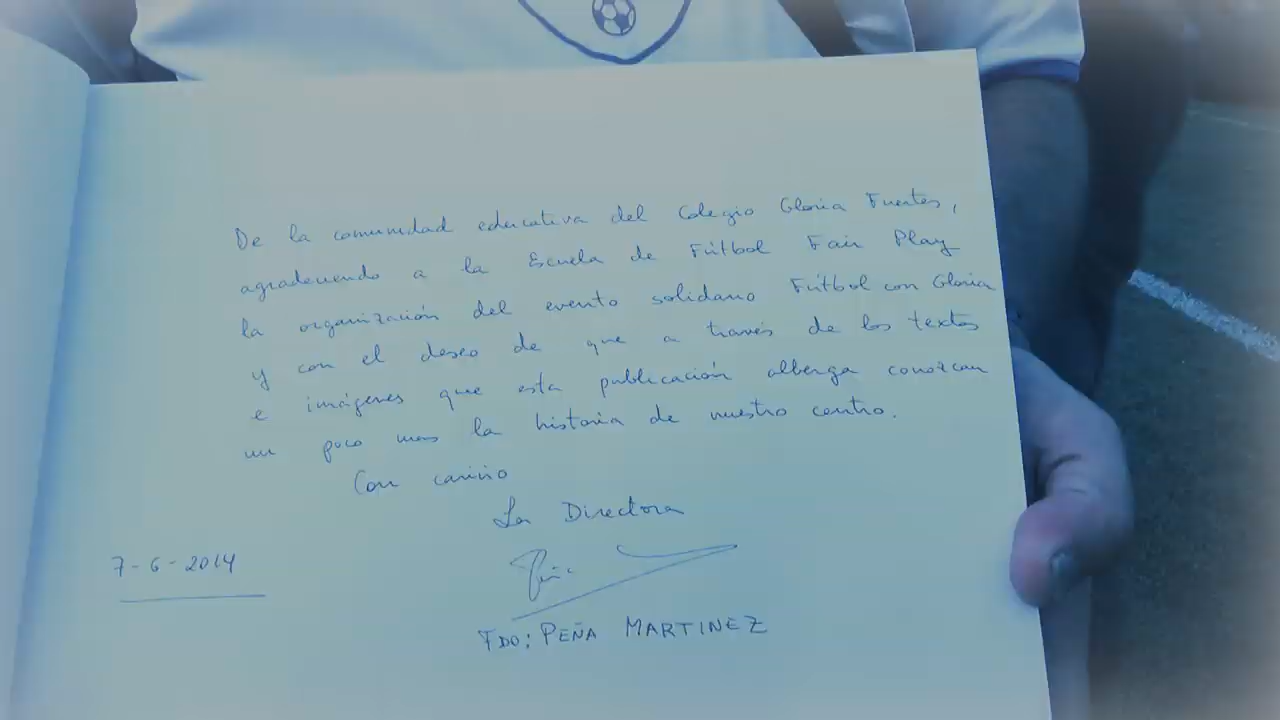 De la comunidad educativa del Colegio Gloria Fuertes,
agradeciendo a la Escuela de Fútbol Fair Play
la organización del evento solidario Fútbol con Gloria
y con el deseo de que a través de los textos
e imágenes que esta publicación alberga conozcan
un poco mas la historia de nuestro centro.
Con cariño
La Directora
7-6-2014
Peña
FDO: PEÑA MARTINEZ